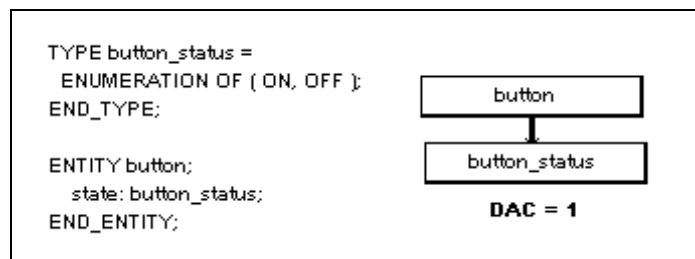 TYPE button_status =
ENUMERATION OF ( ON, OFF );
END_TYPE;
ENTITY button;
state: button_status;
END_ENTITY;
button
button_status
DAC = 1